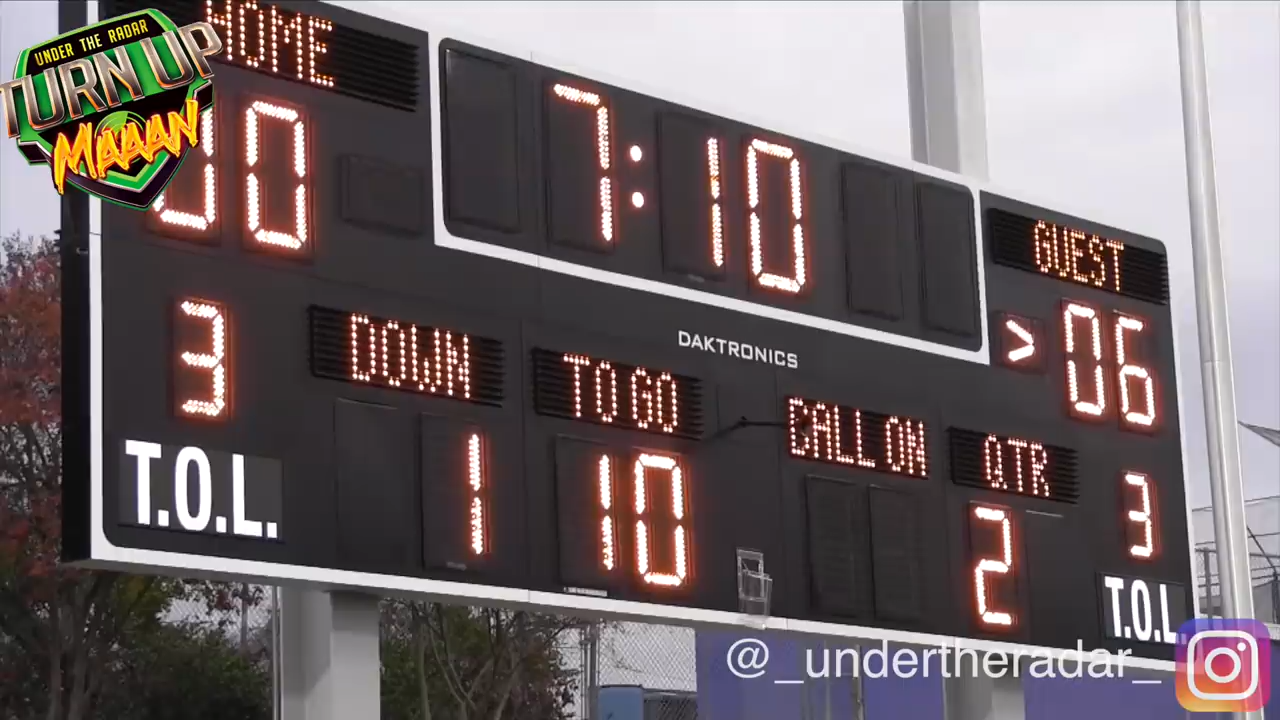 UNDER THE RADAR
TURN UP
MAAAN
HOME
7:10
GUEST
00
> 06
DAKTRONICS
3
DOWN
TO GO
BALL ON
QTR
3
1
10
2
T.O.L.
T.O.L
@_undertheradar_